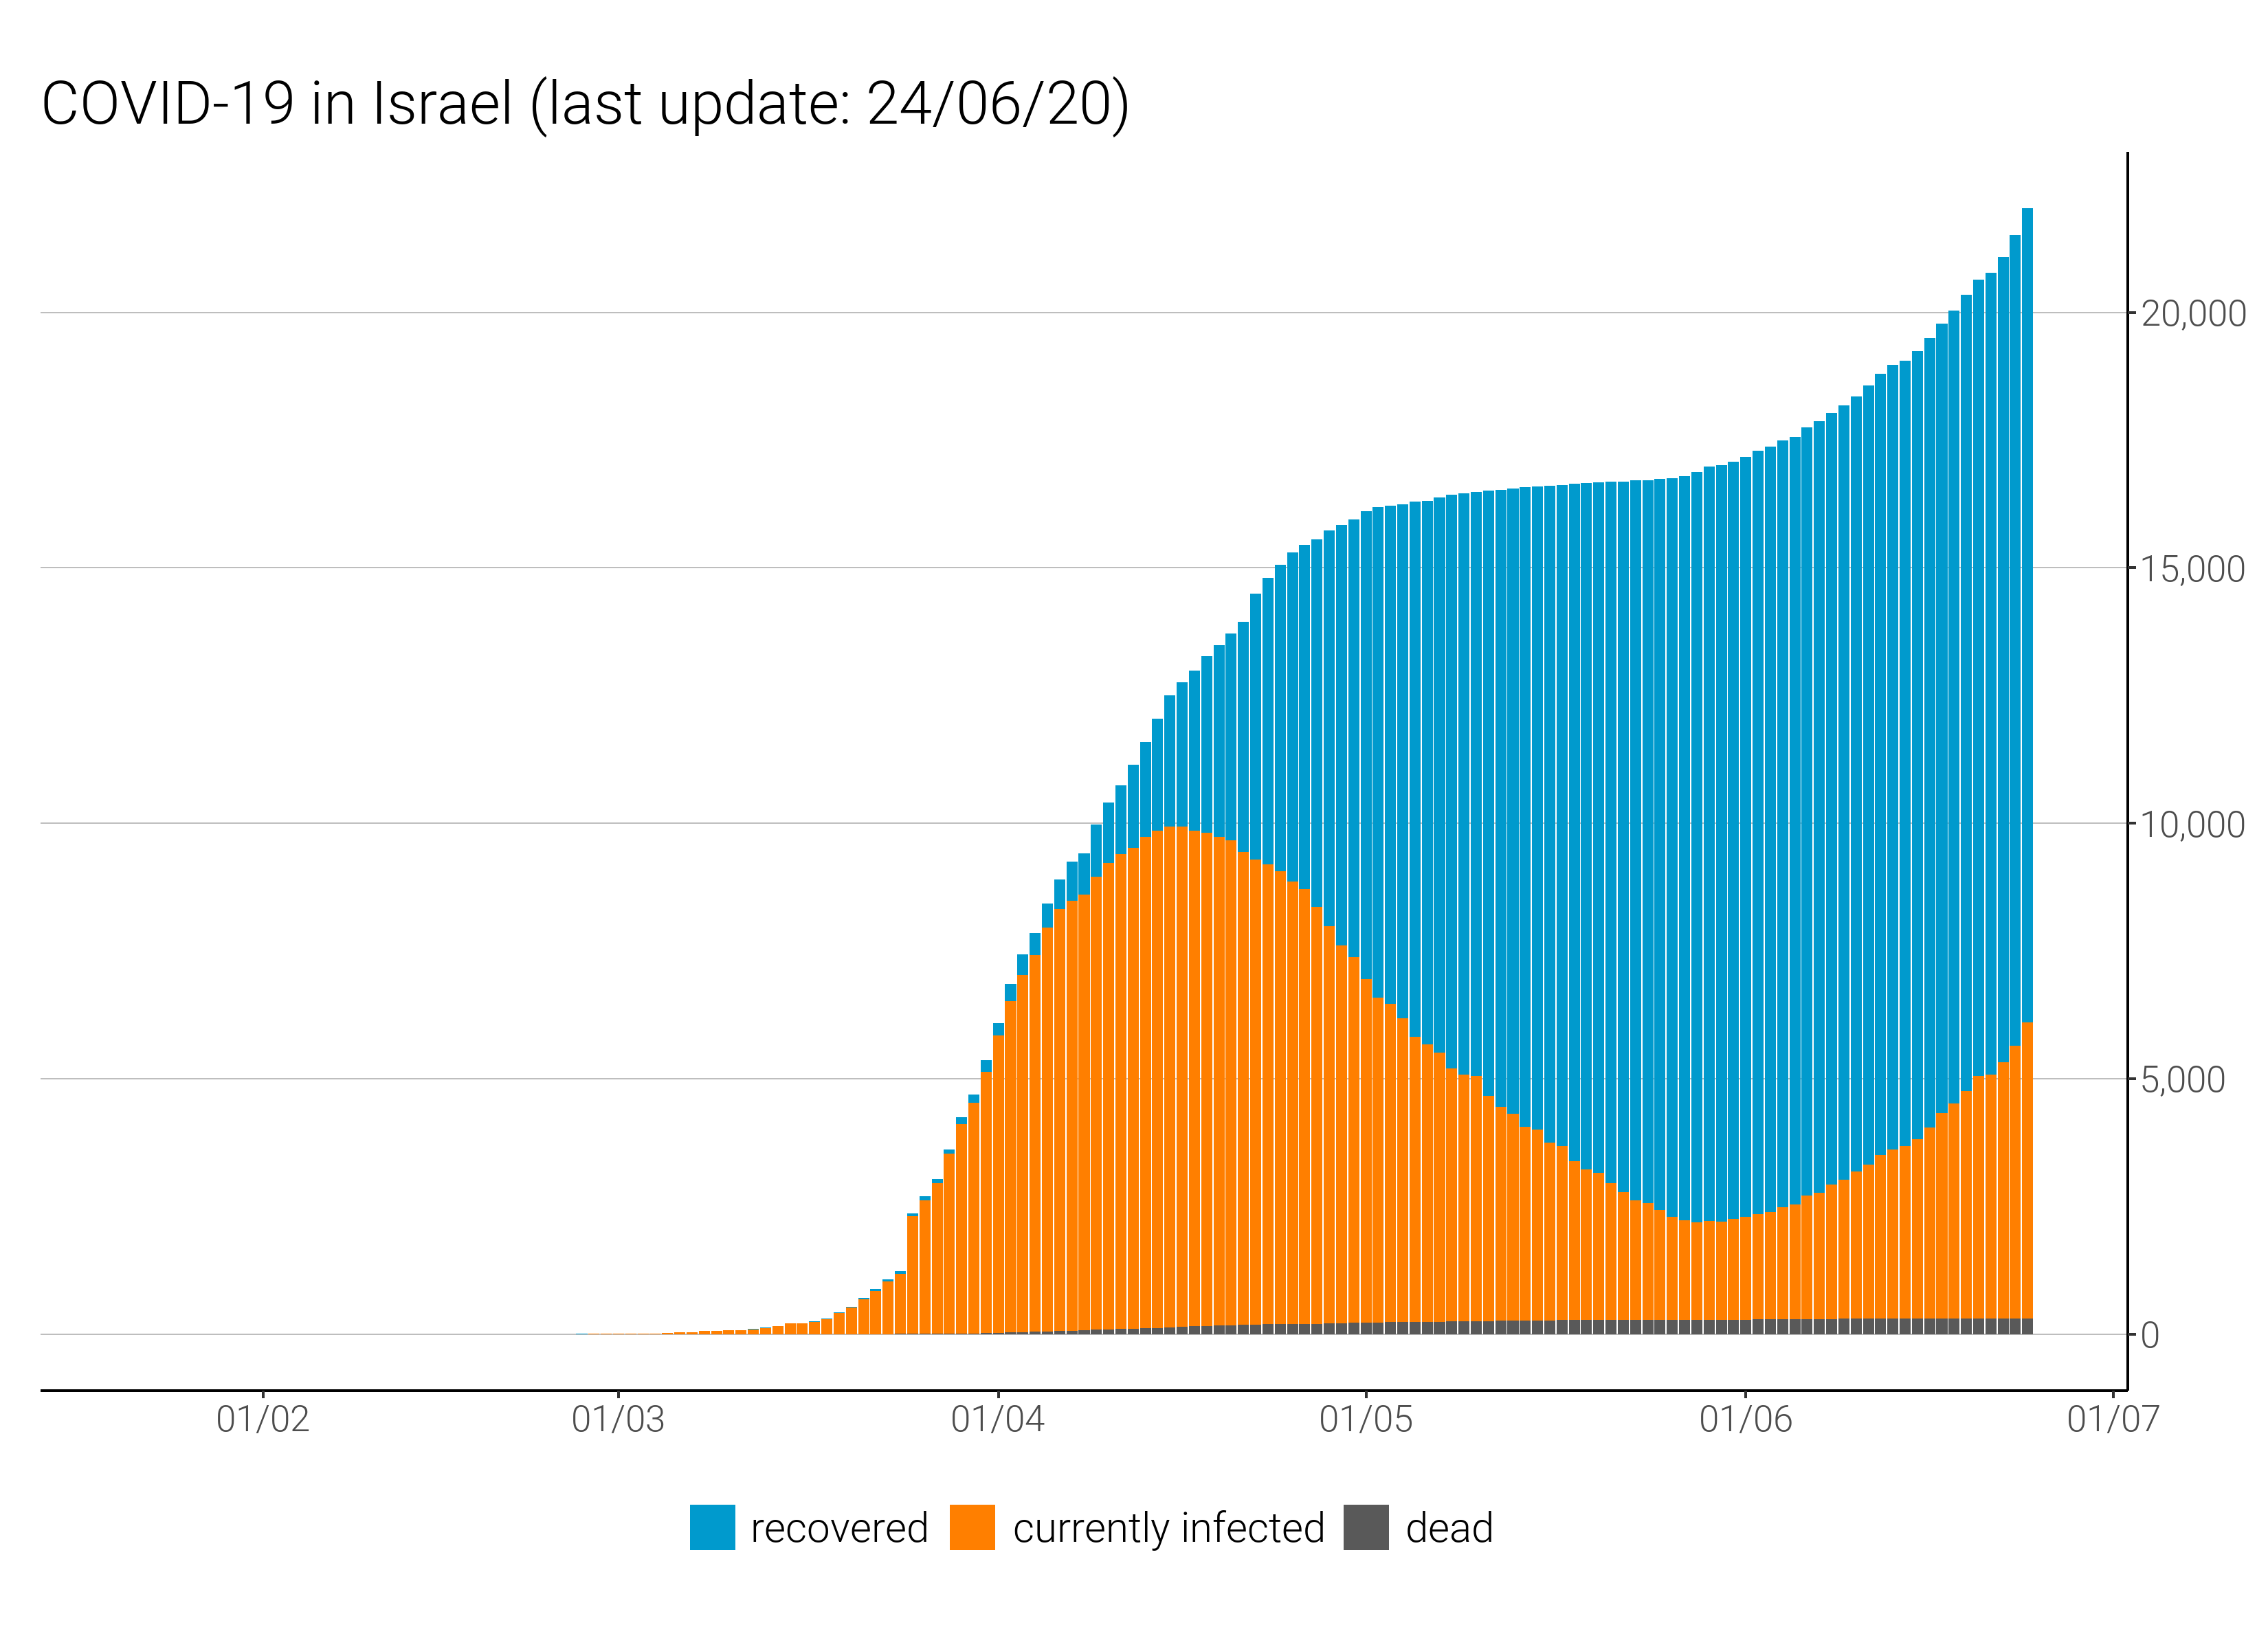 COVID-19 in Israel (last update: 24/06/20)
20,000
15,000
10,000
5,000
0
01/02 01/03 01/04 01/05 01/06 01/07
recovered currently infected dead